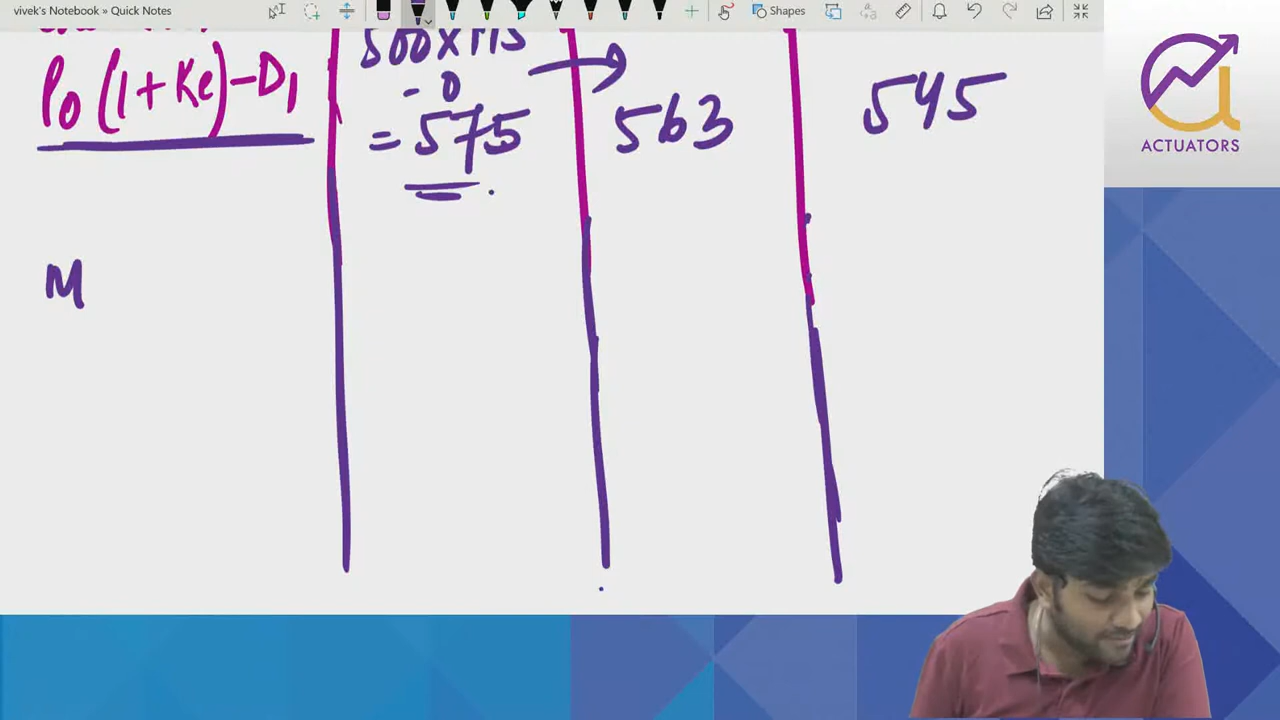 vivek's Notebook » Quick Notes
Shapes
500 x 1.15
P0 (1 + Ke) - D1
- 0
= 575
563
545
M
ACTUATORS